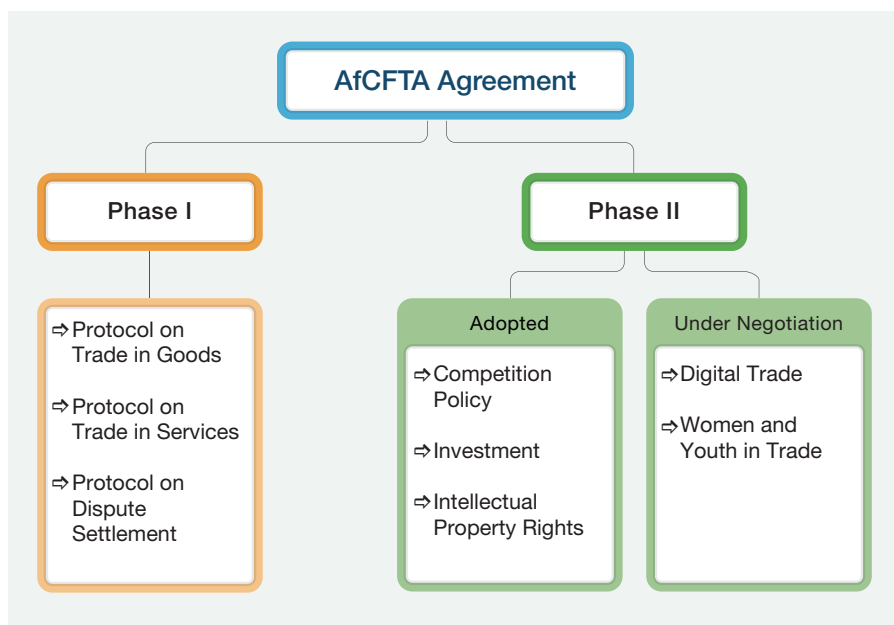 AfCFTA Agreement
Phase I
⇨Protocol on
Trade in Goods
⇨Protocol on
Trade in Services
⇨Protocol on
Dispute
Settlement
Phase II
Adopted
⇨Competition
Policy
⇨Investment
⇨Intellectual
Property Rights
Under Negotiation
⇨Digital Trade
⇨Women and
Youth in Trade